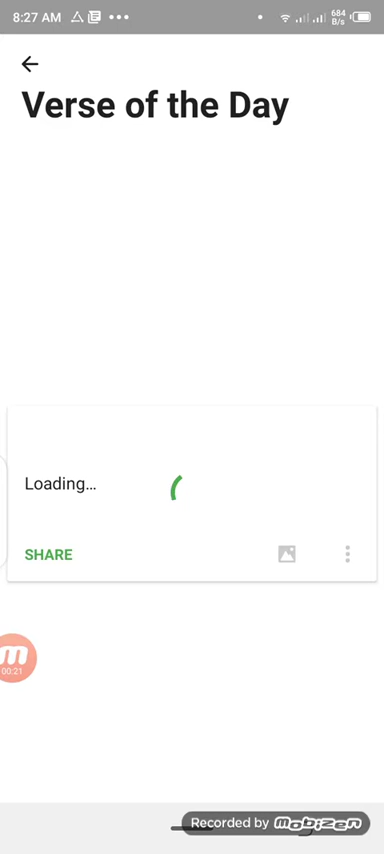 8:27 AM
684
B/s
Verse of the Day
Loading...
SHARE
00:21
Recorded by mobizen